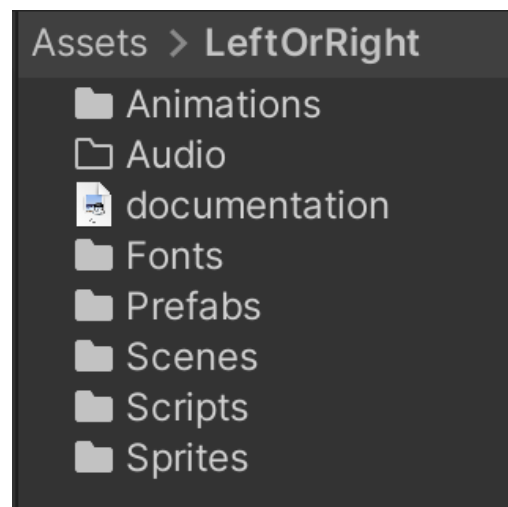 Assets > LeftOrRight
Animations
Audio
documentation
Fonts
Prefabs
Scenes
Scripts
Sprites